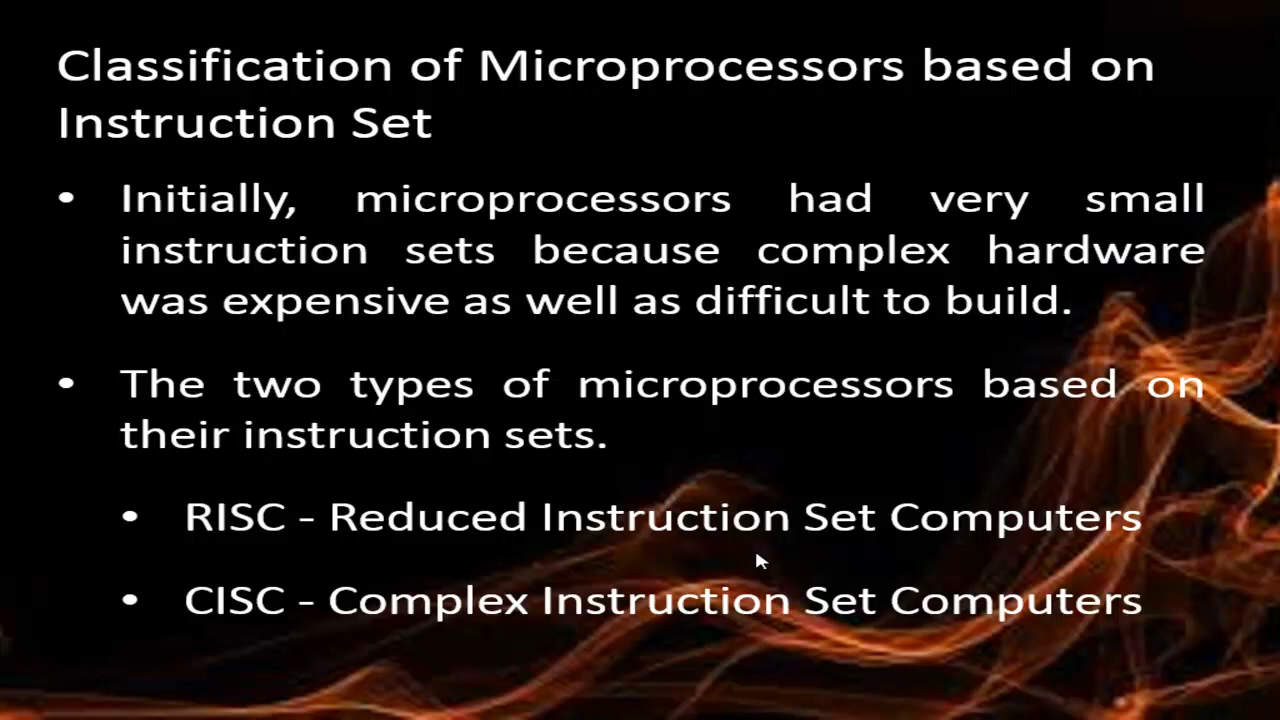 Classification of Microprocessors based on
Instruction Set
• Initially, microprocessors had very small
instruction sets because complex hardware
was expensive as well as difficult to build.
• The two types of microprocessors based on
their instruction sets.
• RISC - Reduced Instruction Set Computers
• CISC - Complex Instruction Set Computers